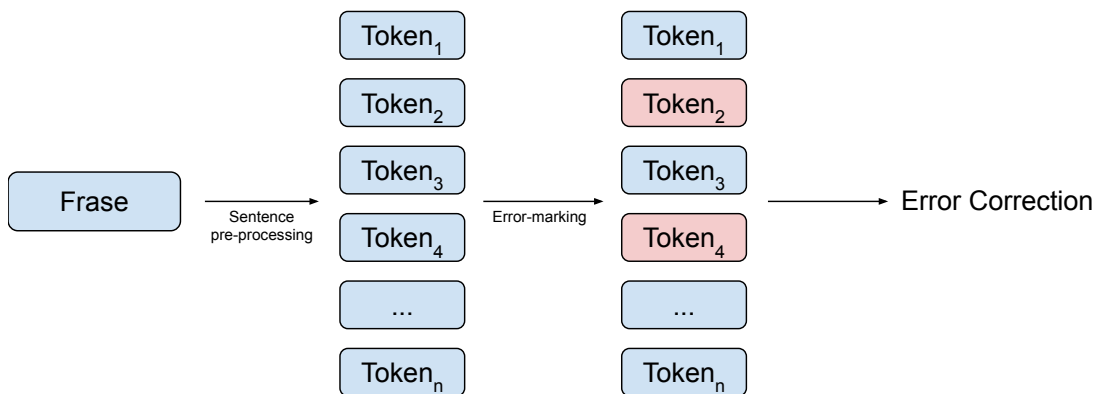 Frase
Sentence
pre-processing
Token₁
Token₂
Token₃
Token₄
...
Tokenₙ
Error-marking
Token₁
Token₂
Token₃
Token₄
...
Tokenₙ
Error Correction